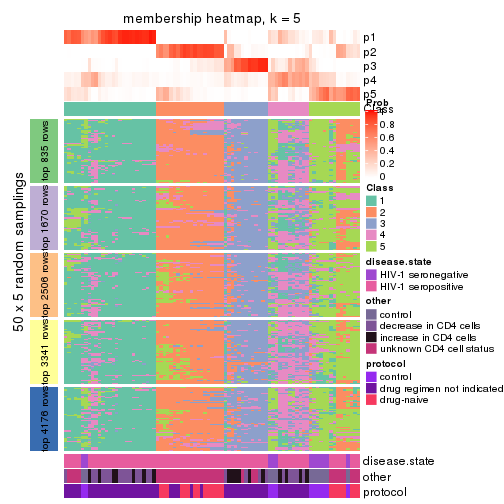 membership heatmap, k = 5
p1
p2
p3
p4
p5
Class
Prob
1
0.8
0.6
0.4
0.2
0
Class
1
2
3
4
5
disease.state
HIV-1 seronegative
HIV-1 seropositive
other
control
decrease in CD4 cells
increase in CD4 cells
unknown CD4 cell status
protocol
control
drug regimen not indicated
drug-naive
50 x 5 random samplings
top 835 rows
top 1670 rows
top 2506 rows
top 3341 rows
top 4176 rows
disease.state
other
protocol